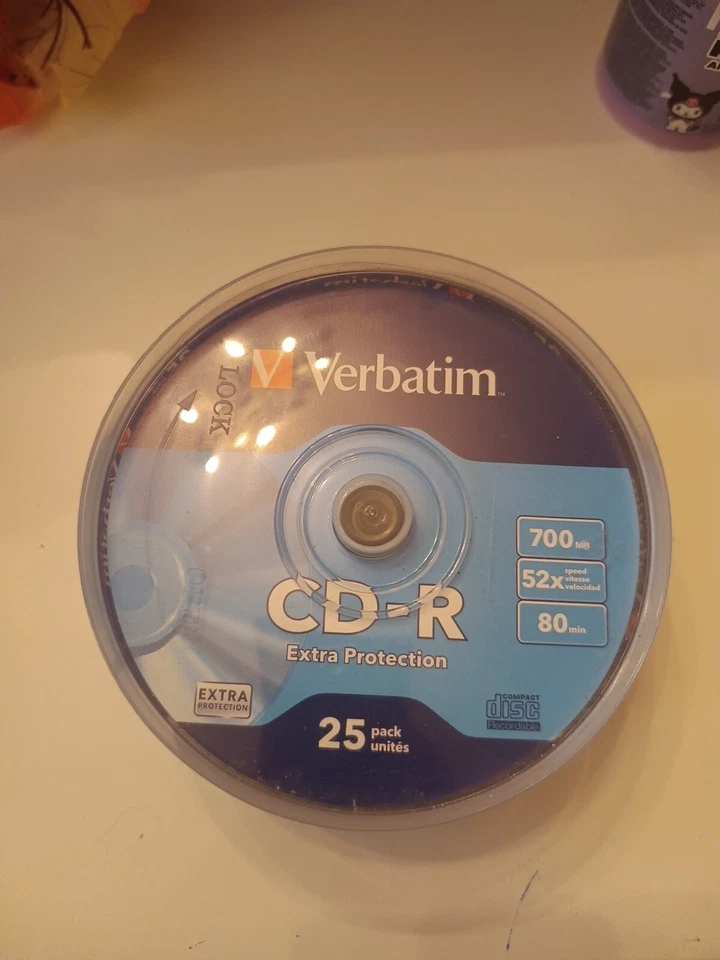 Verbatim
V Verbatim™
LOCK
700 MB
52x speed
vitesse
velocidad
80 min
CD-R
Extra Protection
EXTRA
PROTECTION
25 pack
unités
COMPACT
disc
Recordable